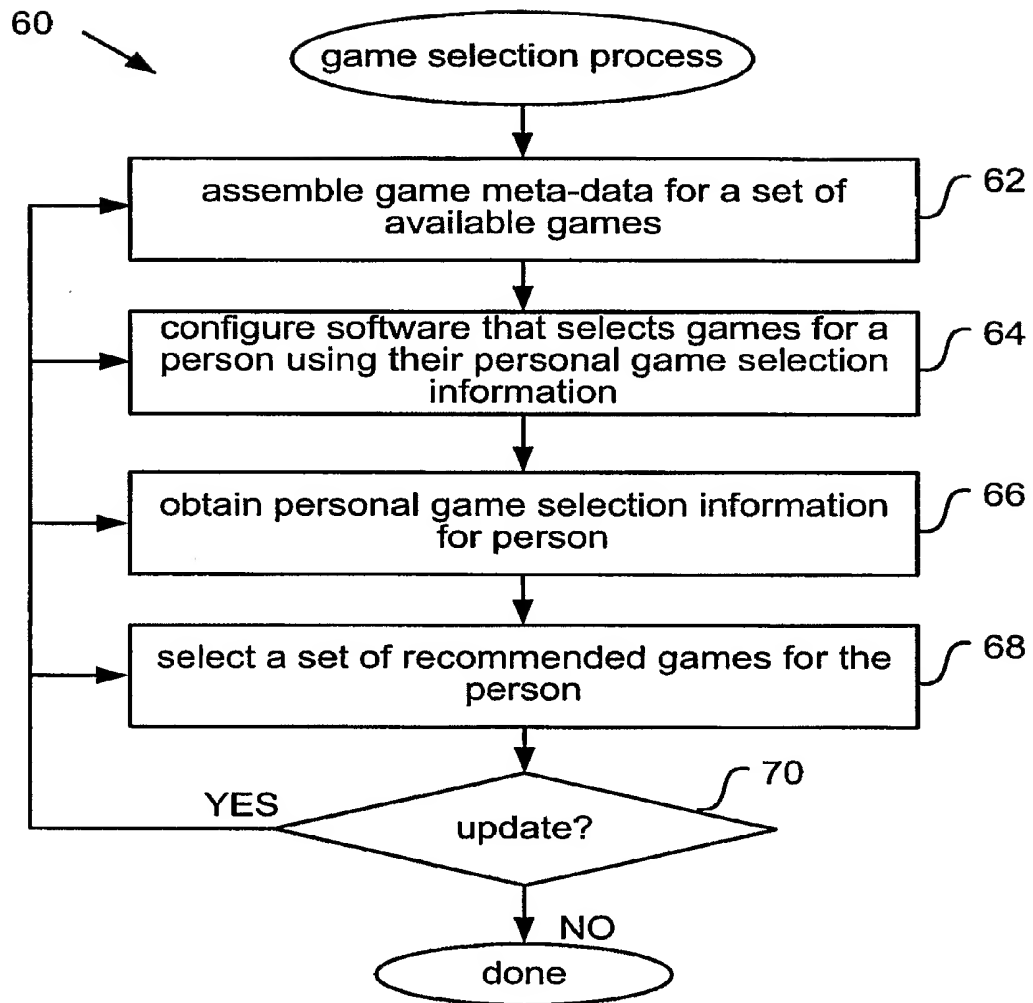 60
game selection process
assemble game meta-data for a set of
available games
62
configure software that selects games for a
person using their personal game selection
information
64
obtain personal game selection information
for person
66
select a set of recommended games for the
person
68
70
YES
update?
NO
done